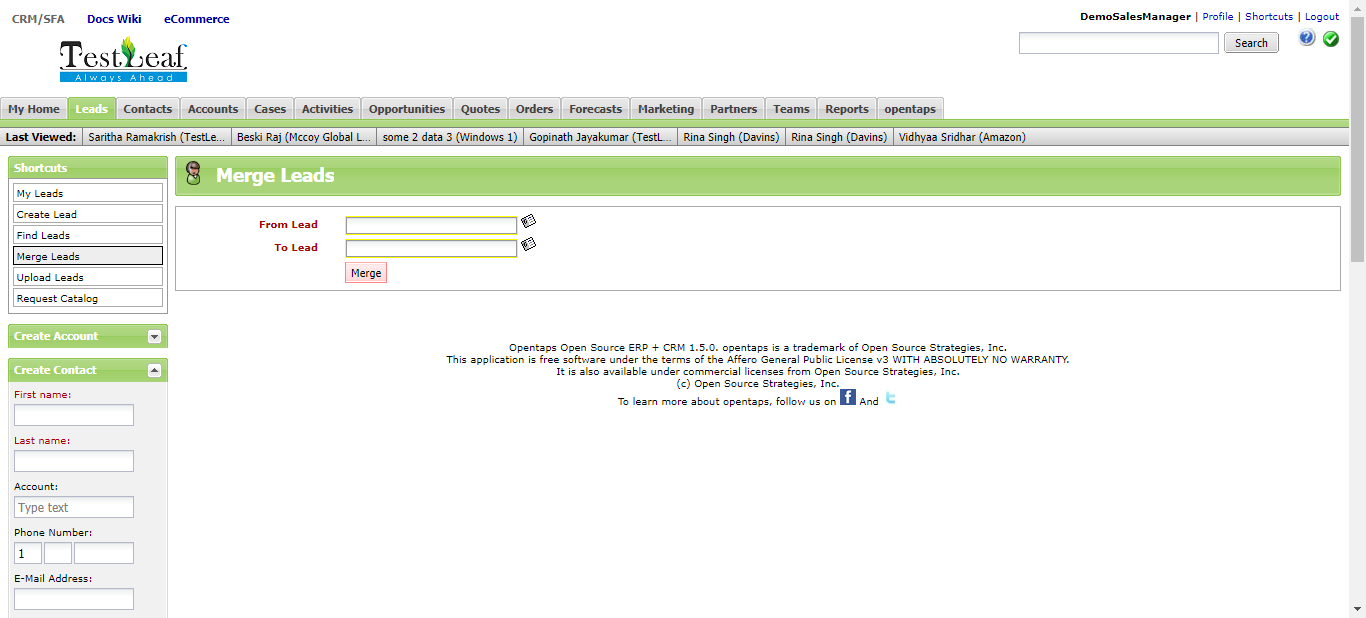 CRM/SFA Docs Wiki eCommerce
DemoSalesManager | Profile | Shortcuts | Logout
TestLeaf
Always Ahead
Search
My Home Leads Contacts Accounts Cases Activities Opportunities Quotes Orders Forecasts Marketing Partners Teams Reports opentaps
Last Viewed: Saritha Ramakrish (TestLe... Beski Raj (Mccoy Global L... some 2 data 3 (Windows 1) Gopinath Jayakumar (TestL... Rina Singh (Davins) Rina Singh (Davins) Vidhyaa Sridhar (Amazon)
Shortcuts
My Leads
Create Lead
Find Leads
Merge Leads
Upload Leads
Request Catalog
Create Account
Create Contact
First name:
Last name:
Account:
Type text
Phone Number:
1
E-Mail Address:
Merge Leads
From Lead
To Lead
Merge
Opentaps Open Source ERP + CRM 1.5.0. opentaps is a trademark of Open Source Strategies, Inc.
This application is free software under the terms of the Affero General Public License v3 WITH ABSOLUTELY NO WARRANTY.
It is also available under commercial licenses from Open Source Strategies, Inc.
(c) Open Source Strategies, Inc.
To learn more about opentaps, follow us on f And t